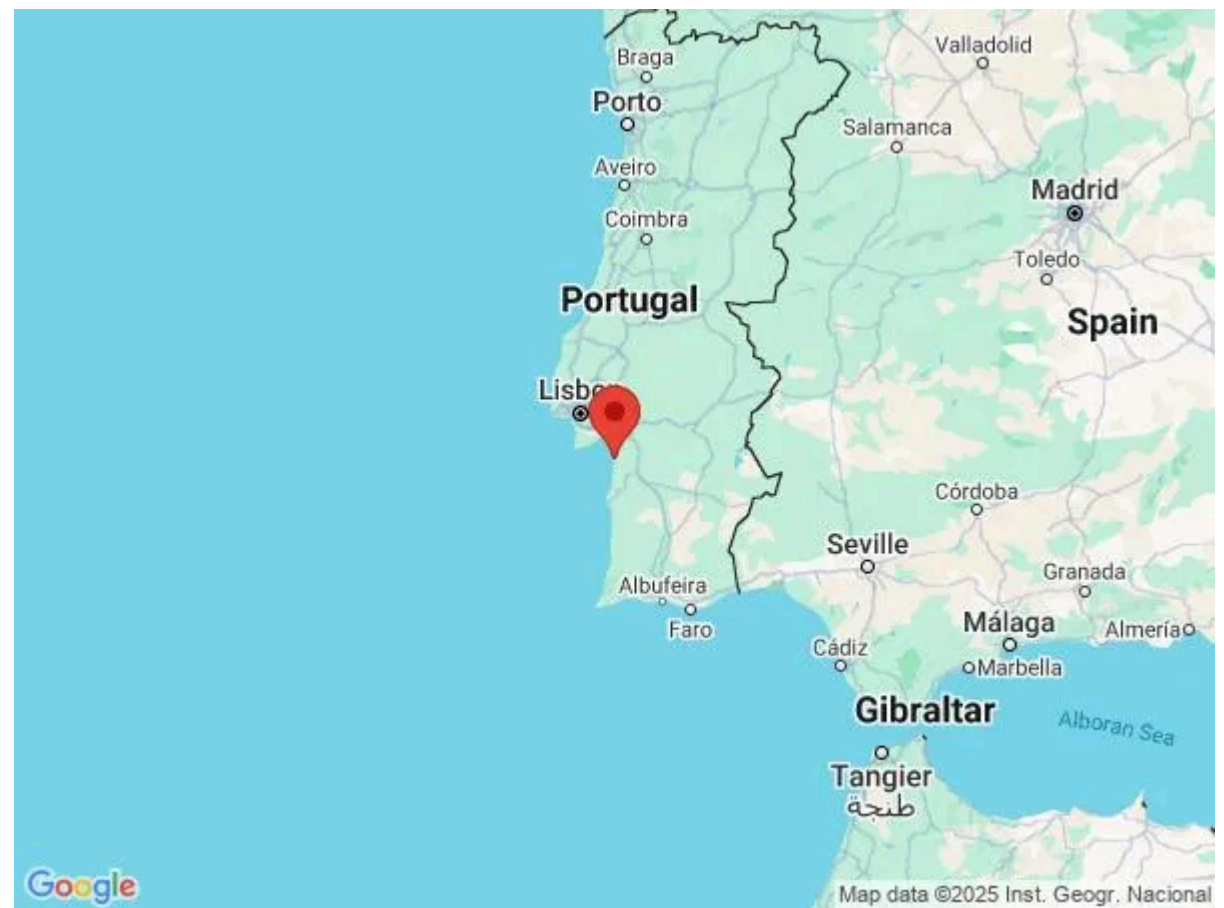 Valladolid
Braga
Porto
Salamanca
Aveiro
Madrid
Coimbra
Toledo
Portugal
Spain
Córdoba
Seville
Granada
Albufeira
Málaga
Almería
Faro
Cádiz
Marbella
Gibraltar
Alboran Sea
Tangier
طنجة
Google
Map data ©2025 Inst. Geogr. Nacional